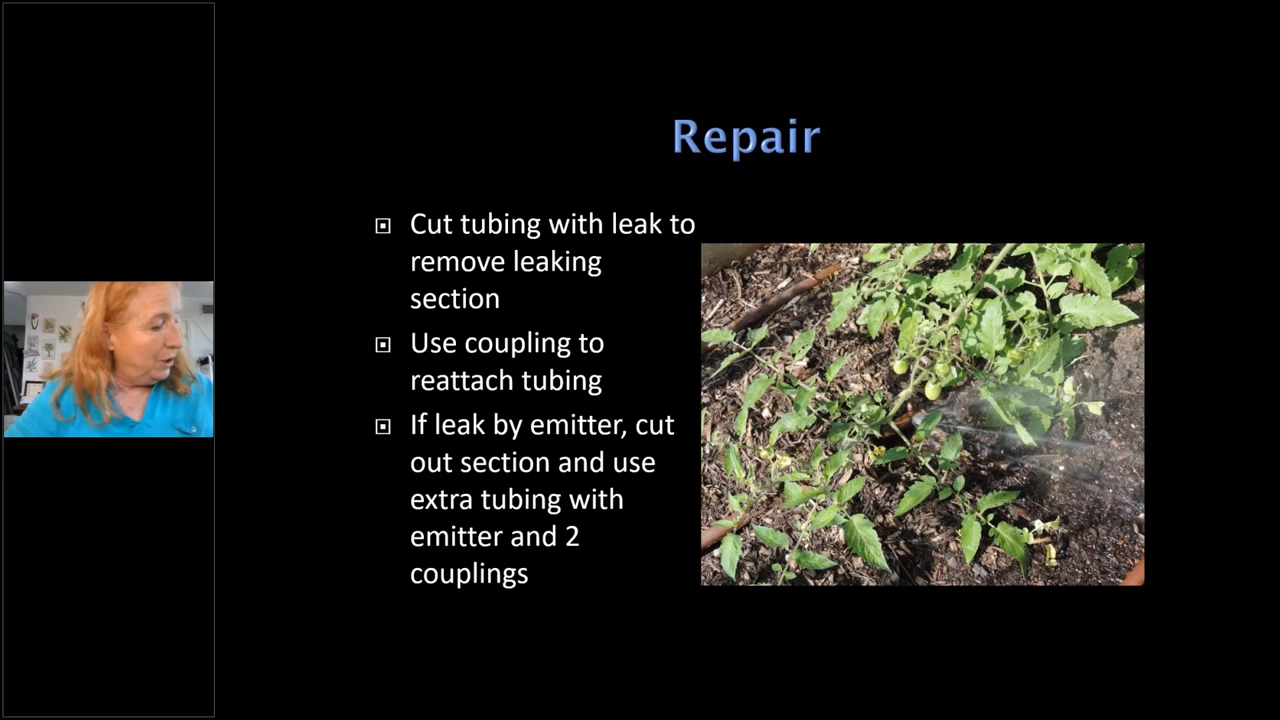 Repair
Cut tubing with leak to
remove leaking
section
Use coupling to
reattach tubing
If leak by emitter, cut
out section and use
extra tubing with
emitter and 2
couplings